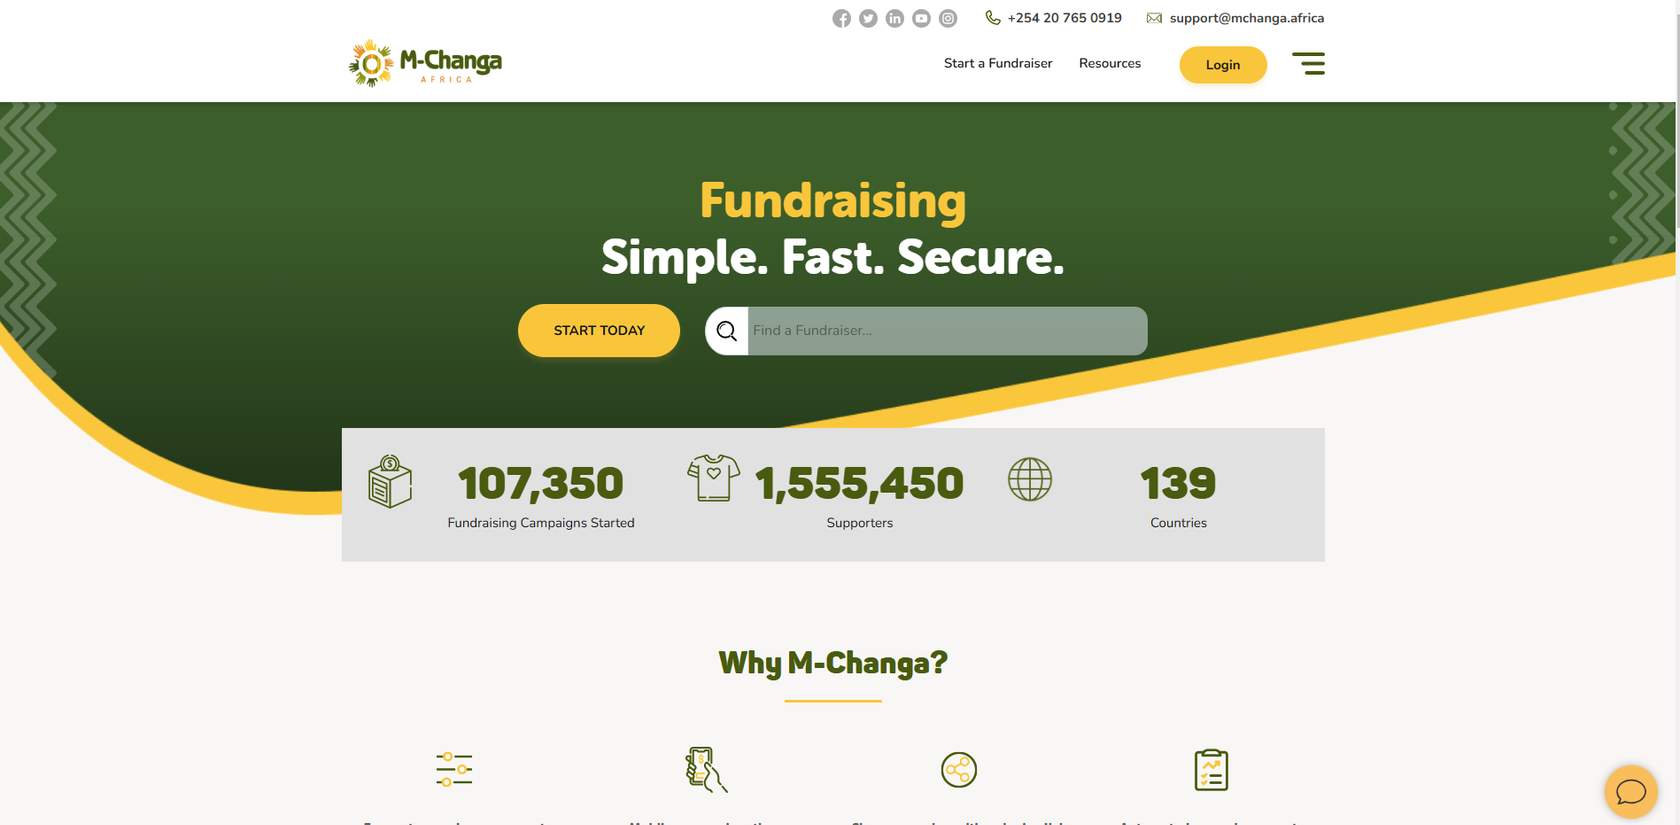 +254 20 765 0919
support@mchanga.africa
M-Changa
AFRICA
Start a Fundraiser
Resources
Login
Fundraising
Simple. Fast. Secure.
START TODAY
Find a Fundraiser...
107,350
Fundraising Campaigns Started
1,555,450
Supporters
139
Countries
Why M-Changa?